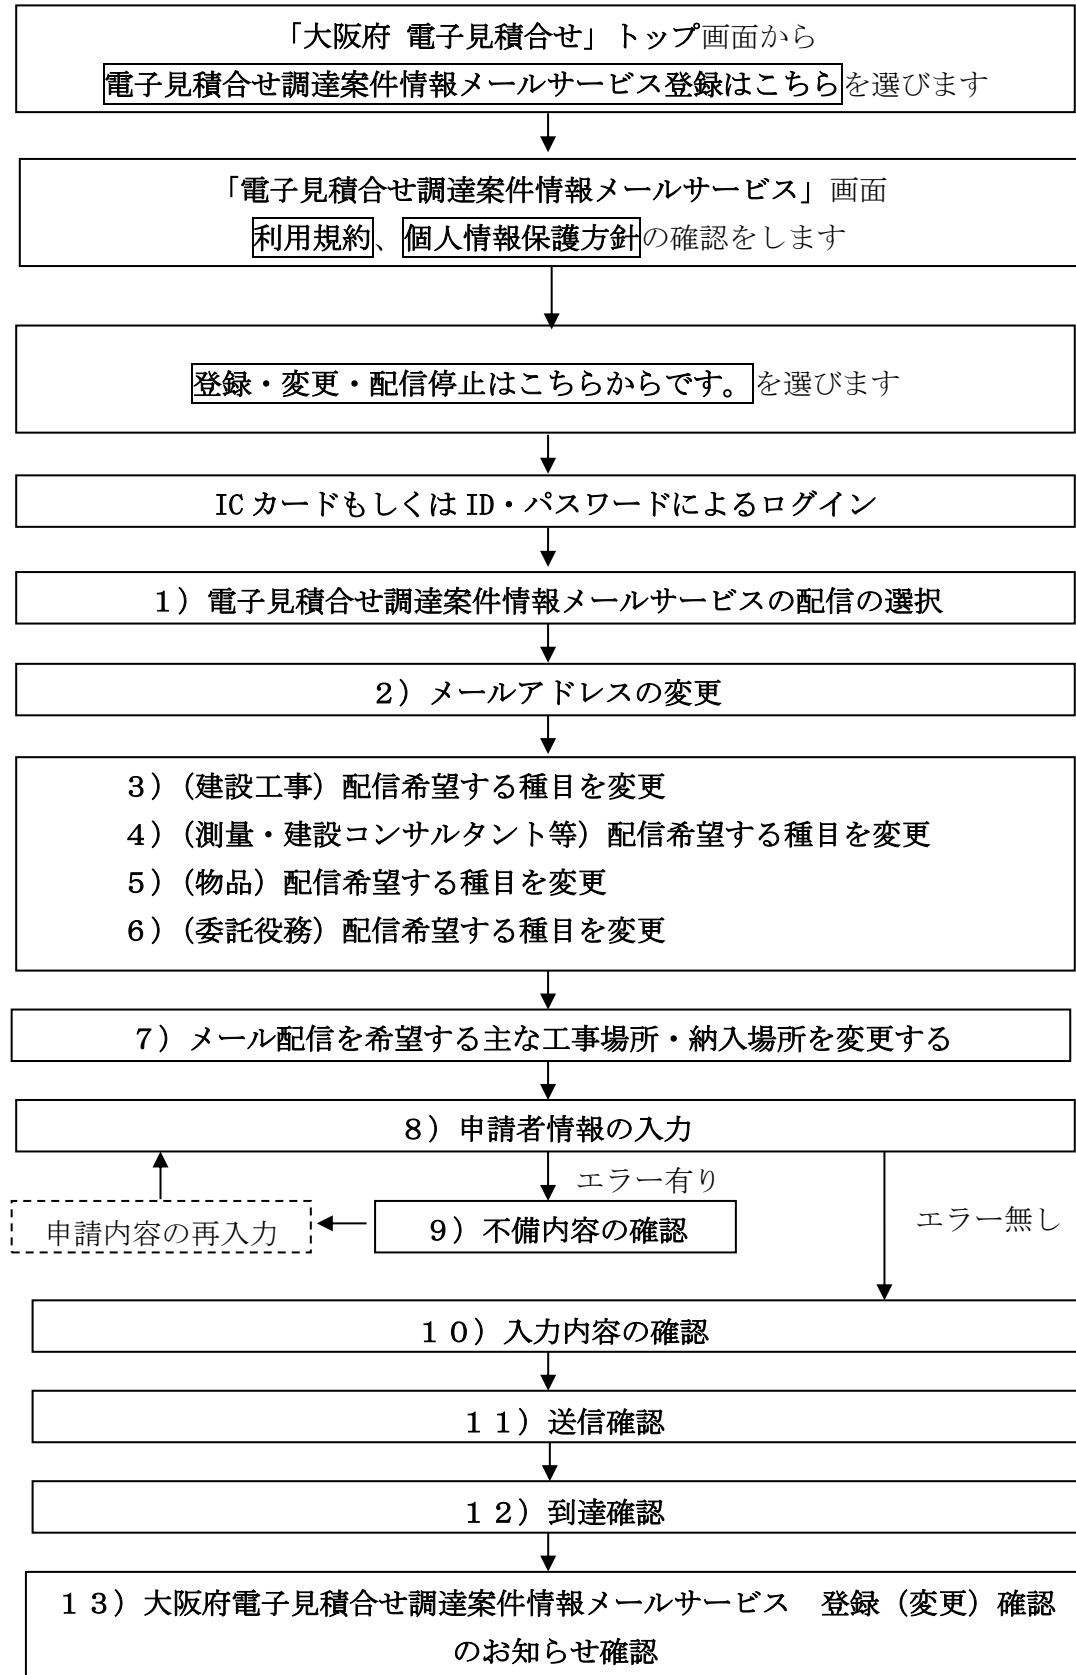 「大阪府 電子見積合せ」トップ画面から
電子見積合せ調達案件情報メールサービス登録はこちらを選びます
「電子見積合せ調達案件情報メールサービス」画面
利用規約、個人情報保護方針の確認をします
登録・変更・配信停止はこちらからです。を選びます
ICカードもしくはID・パスワードによるログイン
１）電子見積合せ調達案件情報メールサービスの配信の選択
２）メールアドレスの変更
３）（建設工事）配信希望する種目を変更
４）（測量・建設コンサルタント等）配信希望する種目を変更
５）（物品）配信希望する種目を変更
６）（委託役務）配信希望する種目を変更
７）メール配信を希望する主な工事場所・納入場所を変更する
８）申請者情報の入力
エラー有り
エラー無し
申請内容の再入力
９）不備内容の確認
１０）入力内容の確認
１１）送信確認
１２）到達確認
１３）大阪府電子見積合せ調達案件情報メールサービス　登録（変更）確認
のお知らせ確認